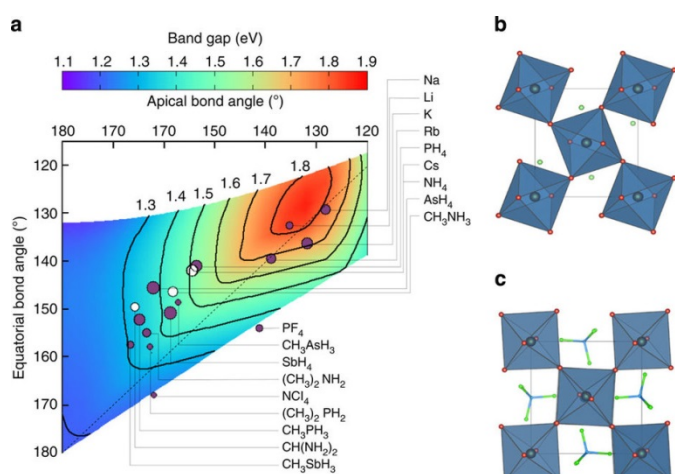 a
Band gap (eV)
1.1 1.2 1.3 1.4 1.5 1.6 1.7 1.8 1.9
Apical bond angle (°)
180 170 160 150 140 130 120
Equatorial bond angle (°)
120
130
140
150
160
170
180
1.3 1.4 1.5 1.6 1.7 1.8
Na
Li
K
Rb
PH4
Cs
NH4
AsH4
CH3NH3
PF4
CH3AsH3
SbH4
(CH3)2 NH2
NCl4
(CH3)2 PH2
CH3PH3
CH(NH2)2
CH3SbH3
b
c